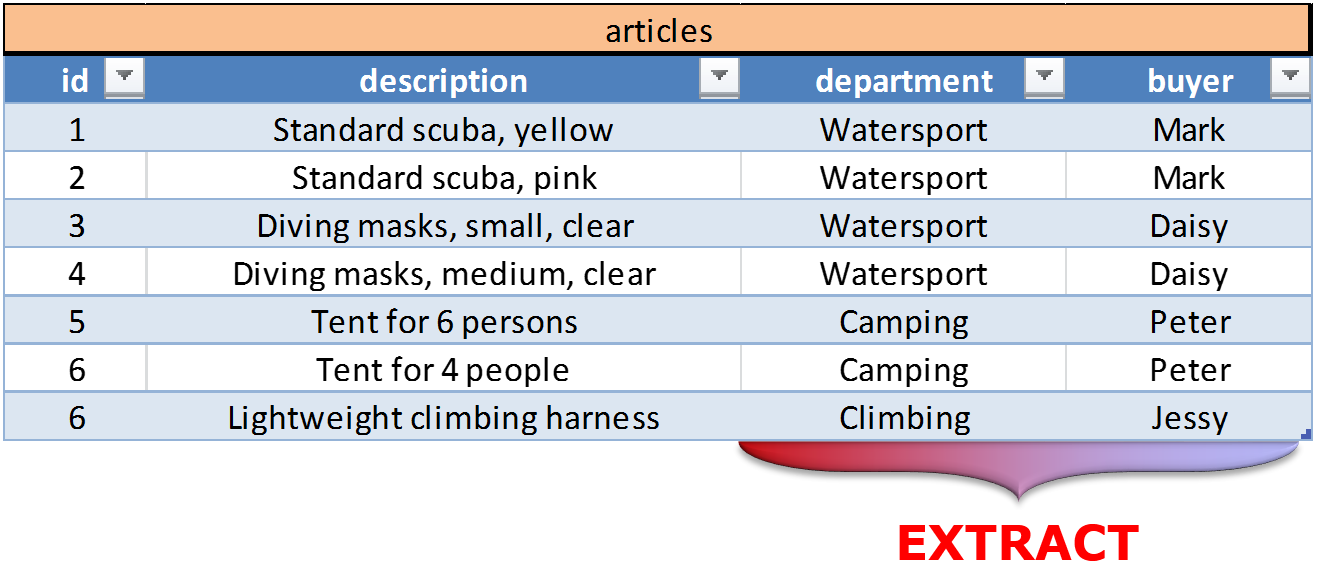 articles
id description department buyer
1 Standard scuba, yellow Watersport Mark
2 Standard scuba, pink Watersport Mark
3 Diving masks, small, clear Watersport Daisy
4 Diving masks, medium, clear Watersport Daisy
5 Tent for 6 persons Camping Peter
6 Tent for 4 people Camping Peter
6 Lightweight climbing harness Climbing Jessy
EXTRACT